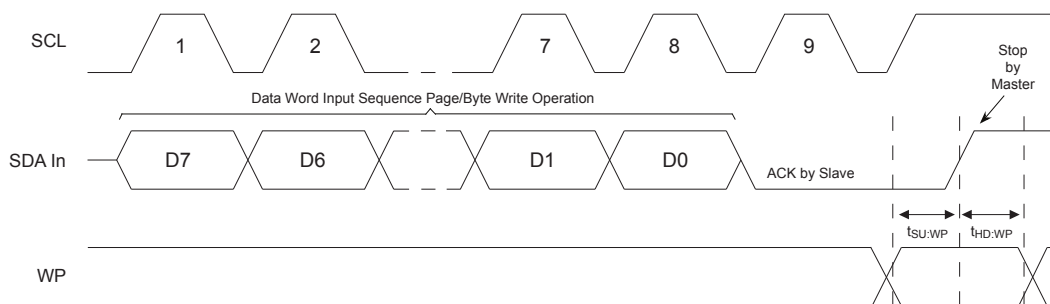 SCL
1
2
7
8
9
Stop
by
Master
Data Word Input Sequence Page/Byte Write Operation
SDA In
D7
D6
D1
D0
ACK by Slave
tSU:WP
tHD:WP
WP